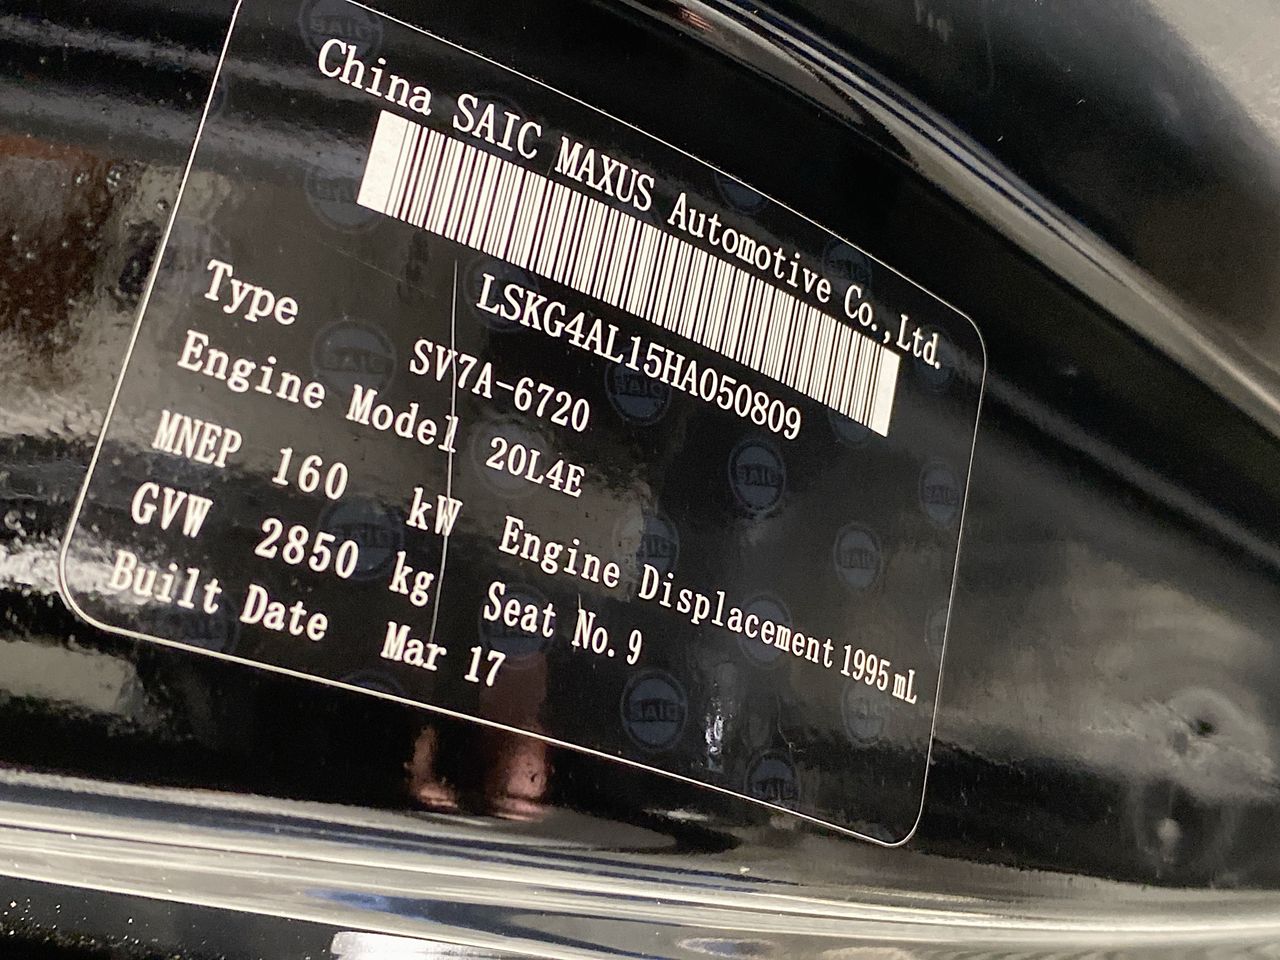 China SAIC MAXUS Automotive Co.,Ltd.
LSKG4AL15HA050809
Type SV7A-6720
Engine Model 20L4E
MNEP 160 kW Engine Displacement 1995 mL
GVW 2850 kg Seat No. 9
Built Date Mar 17